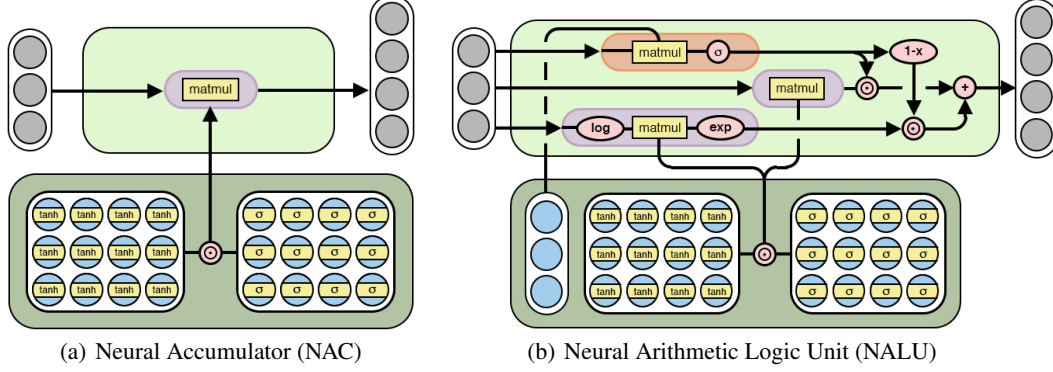 matmul
tanh tanh tanh tanh σ σ σ σ
tanh tanh tanh tanh σ σ σ σ
tanh tanh tanh tanh σ σ σ σ
(a) Neural Accumulator (NAC)
matmul σ 1-x
matmul +
log matmul exp
tanh tanh tanh tanh σ σ σ σ
tanh tanh tanh tanh σ σ σ σ
tanh tanh tanh tanh σ σ σ σ
(b) Neural Arithmetic Logic Unit (NALU)